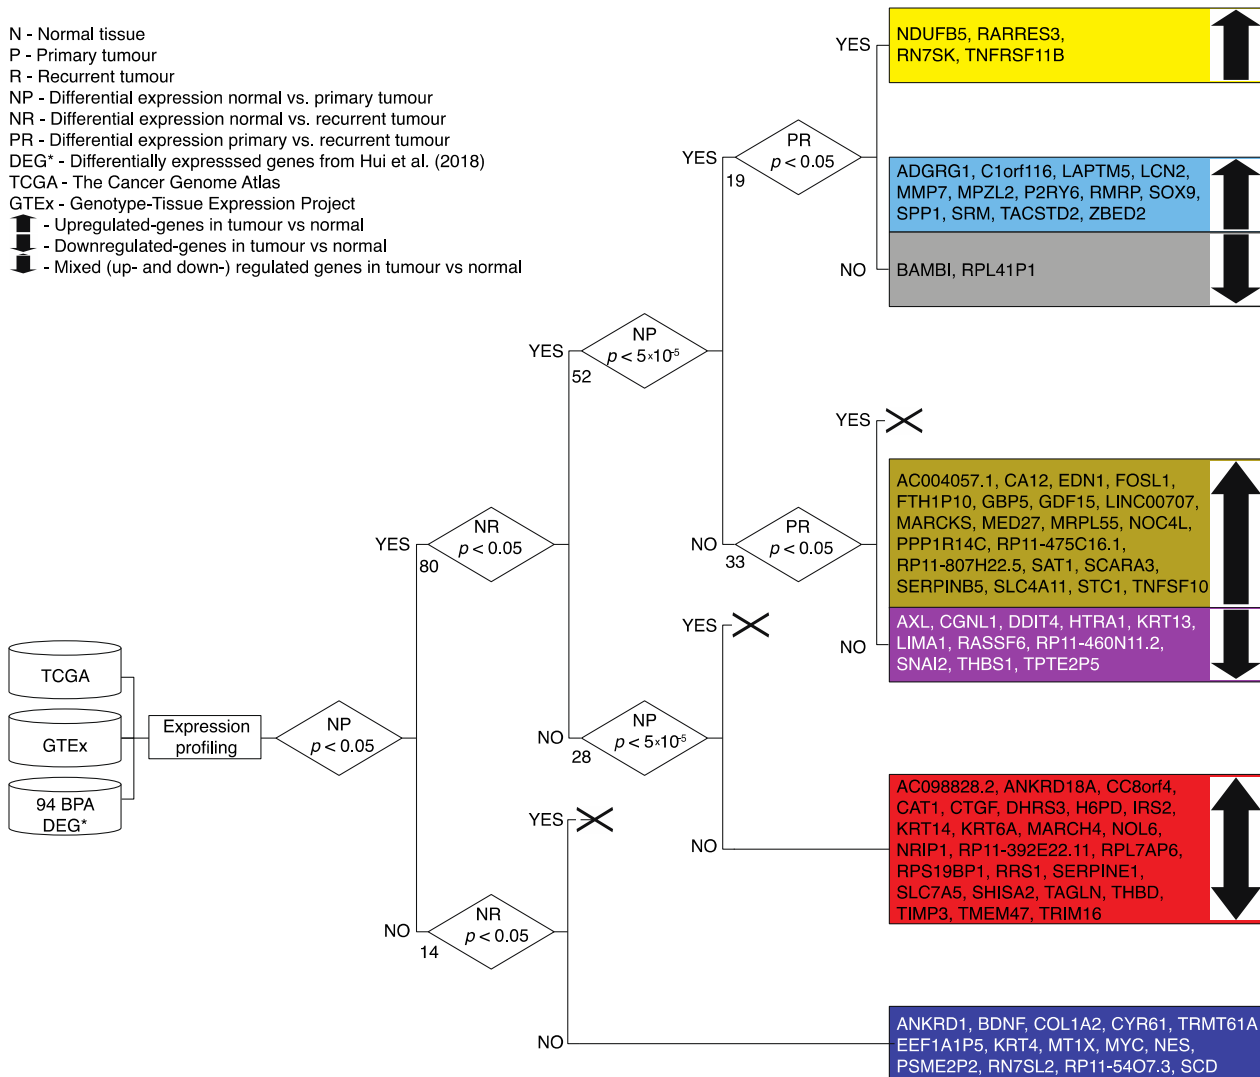 N - Normal tissue
P - Primary tumour
R - Recurrent tumour
NP - Differential expression normal vs. primary tumour
NR - Differential expression normal vs. recurrent tumour
PR - Differential expression primary vs. recurrent tumour
DEG* - Differentially expresssed genes from Hui et al. (2018)
TCGA - The Cancer Genome Atlas
GTEx - Genotype-Tissue Expression Project
- Upregulated-genes in tumour vs normal
- Downregulated-genes in tumour vs normal
- Mixed (up- and down-) regulated genes in tumour vs normal
TCGA
GTEx
94 BPA
DEG*
Expression
profiling
NP
p < 0.05
YES
80
NR
p < 0.05
NO
14
NR
p < 0.05
YES
52
NP
p < 5×10-5
NO
28
NP
p < 5×10-5
YES
NO
YES
19
PR
p < 0.05
NO
33
PR
p < 0.05
YES
NO
YES
NO
YES
NO
NDUFB5, RARRES3,
RN7SK, TNFRSF11B
ADGRG1, C1orf116, LAPTM5, LCN2,
MMP7, MPZL2, P2RY6, RMRP, SOX9,
SPP1, SRM, TACSTD2, ZBED2
BAMBI, RPL41P1
AC004057.1, CA12, EDN1, FOSL1,
FTH1P10, GBP5, GDF15, LINC00707,
MARCKS, MED27, MRPL55, NOC4L,
PPP1R14C, RP11-475C16.1,
RP11-807H22.5, SAT1, SCARA3,
SERPINB5, SLC4A11, STC1, TNFSF10
AXL, CGNL1, DDIT4, HTRA1, KRT13,
LIMA1, RASSF6, RP11-460N11.2,
SNAI2, THBS1, TPTE2P5
AC098828.2, ANKRD18A, CC8orf4,
CAT1, CTGF, DHRS3, H6PD, IRS2,
KRT14, KRT6A, MARCH4, NOL6,
NRIP1, RP11-392E22.11, RPL7AP6,
RPS19BP1, RRS1, SERPINE1,
SLC7A5, SHISA2, TAGLN, THBD,
TIMP3, TMEM47, TRIM16
ANKRD1, BDNF, COL1A2, CYR61, TRMT61A
EEF1A1P5, KRT4, MT1X, MYC, NES,
PSME2P2, RN7SL2, RP11-54O7.3, SCD